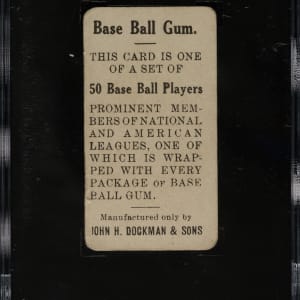 Base Ball Gum.
THIS CARD IS ONE
OF A SET OF
50 Base Ball Players
PROMINENT MEM-
BERS OF NATIONAL
AND AMERICAN
LEAGUES, ONE OF
WHICH IS WRAP-
PED WITH EVERY
PACKAGE OF BASE
BALL GUM.
Manufactured only by
JOHN H. DOCKMAN & SONS